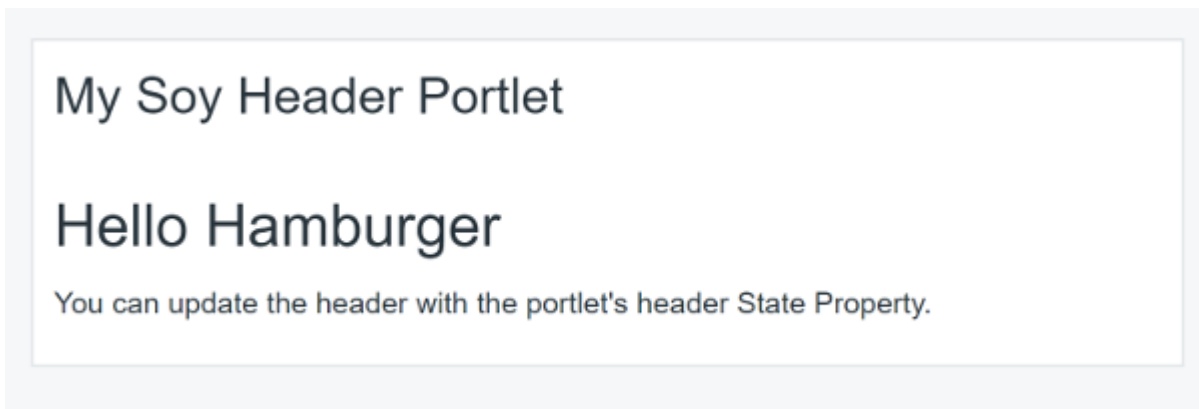 My Soy Header Portlet
Hello Hamburger
You can update the header with the portlet's header State Property.